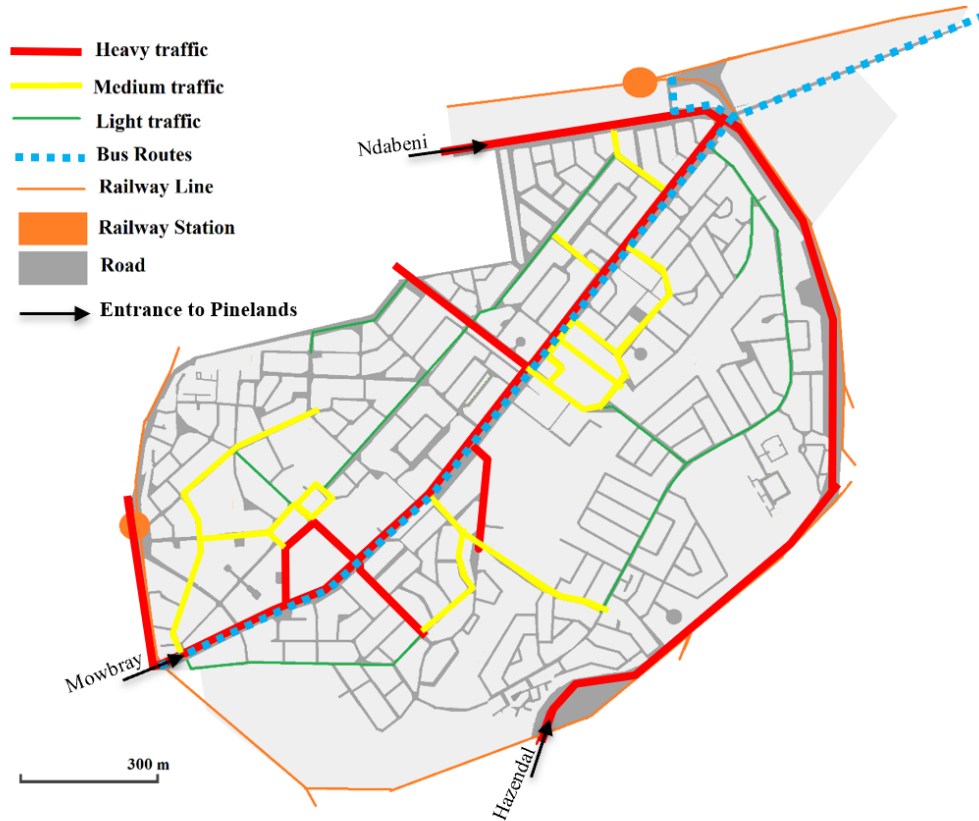 Heavy traffic
Medium traffic
Light traffic
Bus Routes
Railway Line
Railway Station
Road
Entrance to Pinelands
Ndabeni
Mowbray
Hazendal
300 m